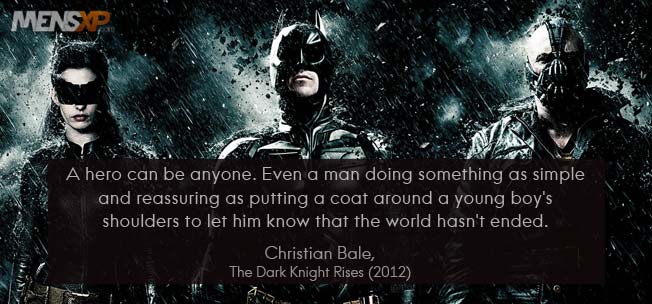 MENSXP.com
A hero can be anyone. Even a man doing something as simple
and reassuring as putting a coat around a young boy's
shoulders to let him know that the world hasn't ended.
Christian Bale,
The Dark Knight Rises (2012)